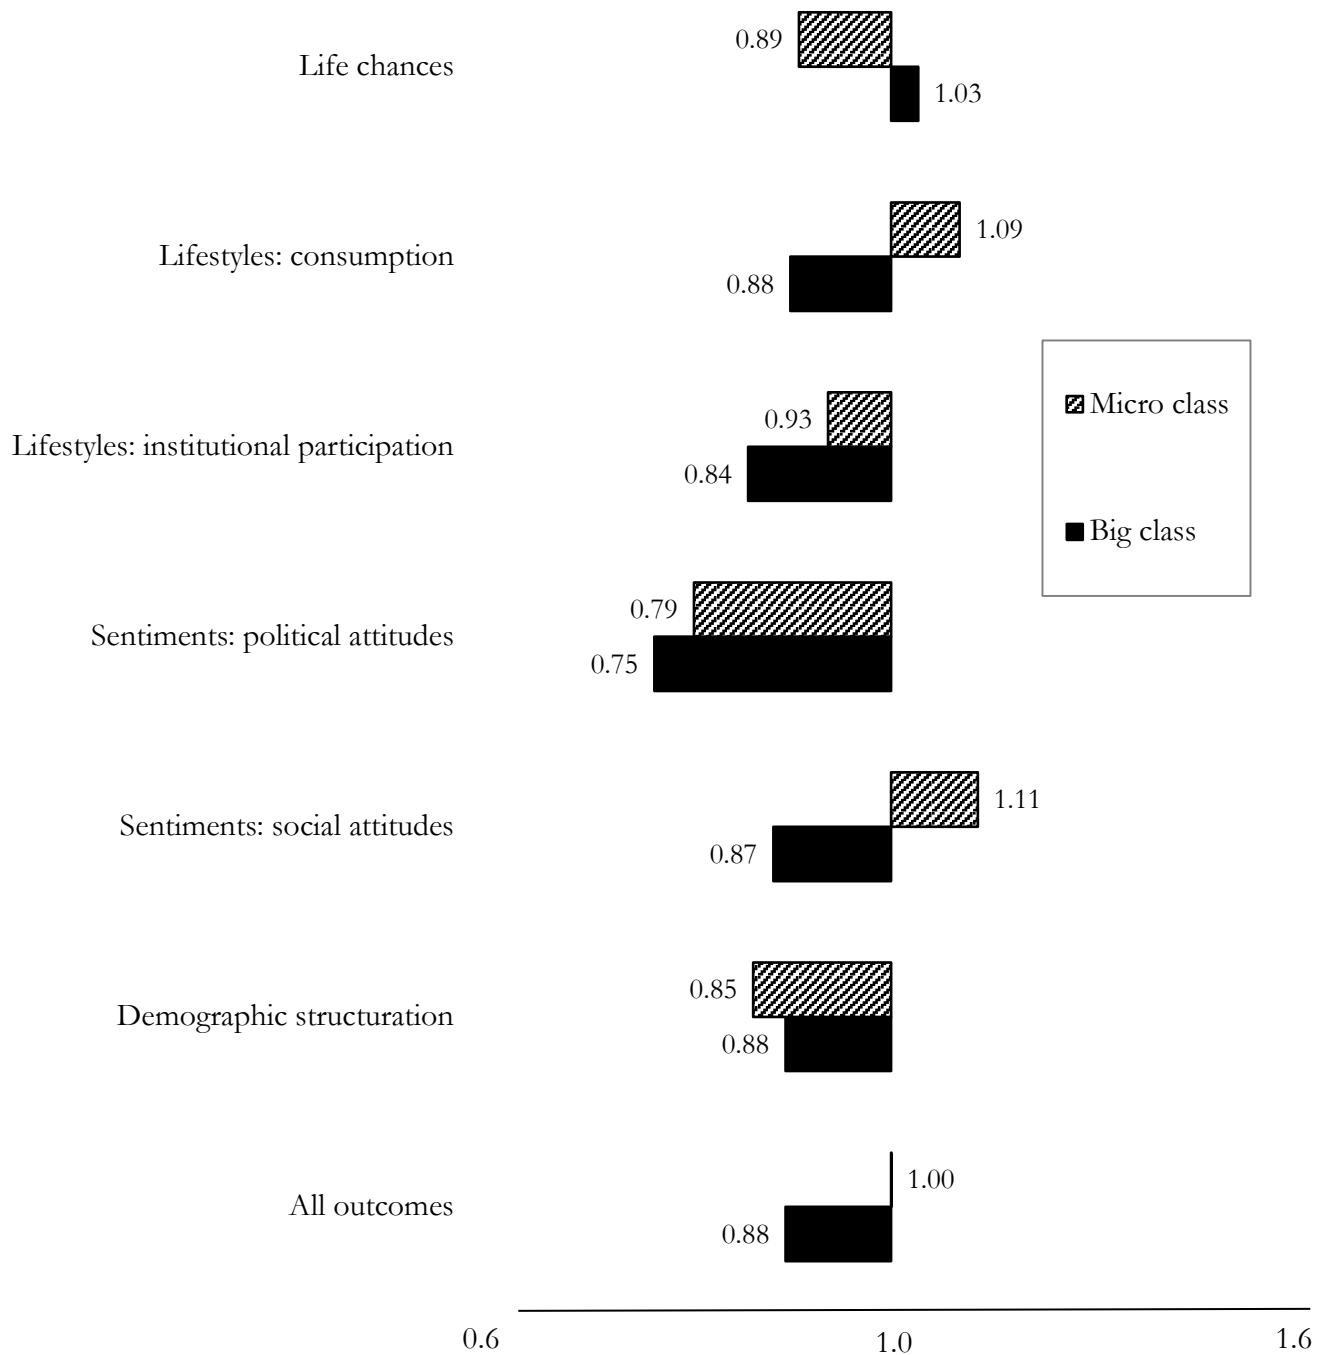 0.89
Life chances
1.03
1.09
Lifestyles: consumption
0.88
0.93
Micro class
Lifestyles: institutional participation
0.84
Big class
0.79
Sentiments: political attitudes
0.75
1.11
Sentiments: social attitudes
0.87
0.85
Demographic structuration
0.88
1.00
All outcomes
0.88
0.6 1.0 1.6